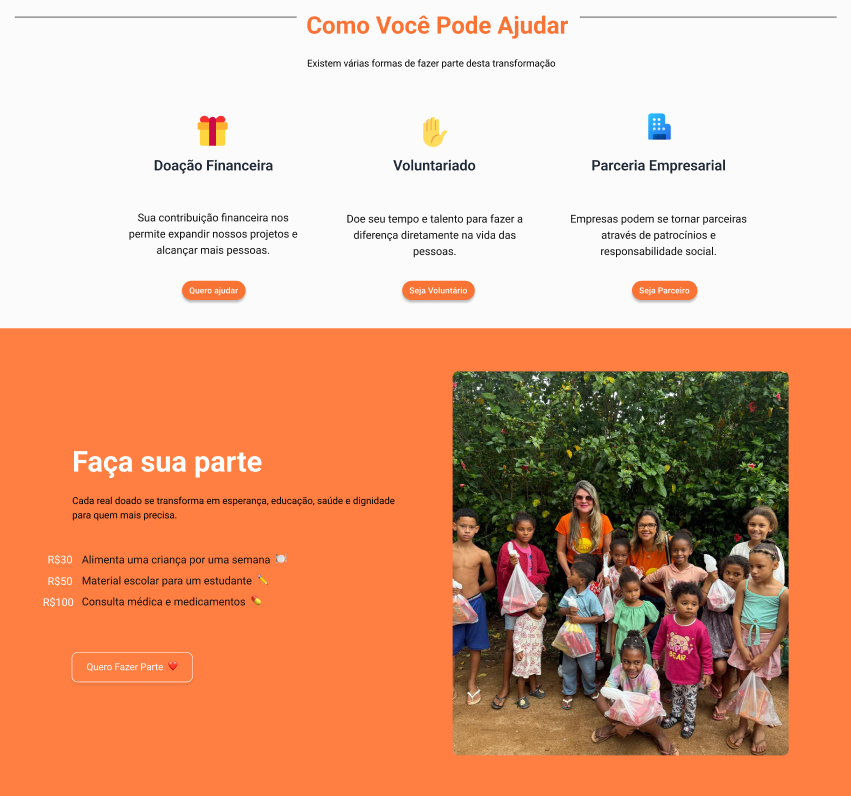 Como Você Pode Ajudar
Existem várias formas de fazer parte desta transformação
Doação Financeira
Sua contribuição financeira nos
permite expandir nossos projetos e
alcançar mais pessoas.
Quero ajudar
Voluntariado
Doe seu tempo e talento para fazer a
diferença diretamente na vida das
pessoas.
Seja Voluntário
Parceria Empresarial
Empresas podem se tornar parceiras
através de patrocínios e
responsabilidade social.
Seja Parceiro
Faça sua parte
Cada real doado se transforma em esperança, educação, saúde e dignidade
para quem mais precisa.
R$30 Alimenta uma criança por uma semana 🍽️
R$50 Material escolar para um estudante ✏️
R$100 Consulta médica e medicamentos 💊
Quero Fazer Parte ❤️
BEAR